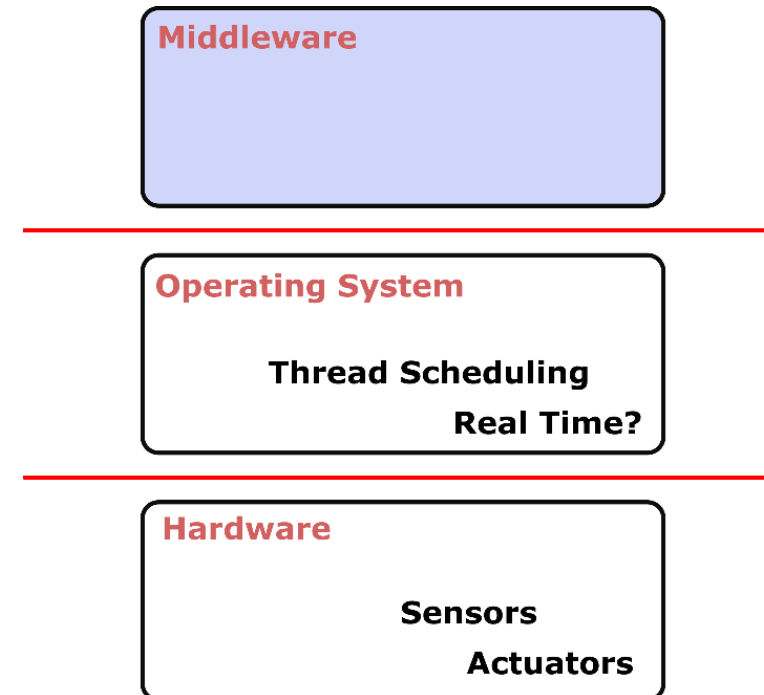 Middleware
Operating System
Thread Scheduling
Real Time?
Hardware
Sensors
Actuators